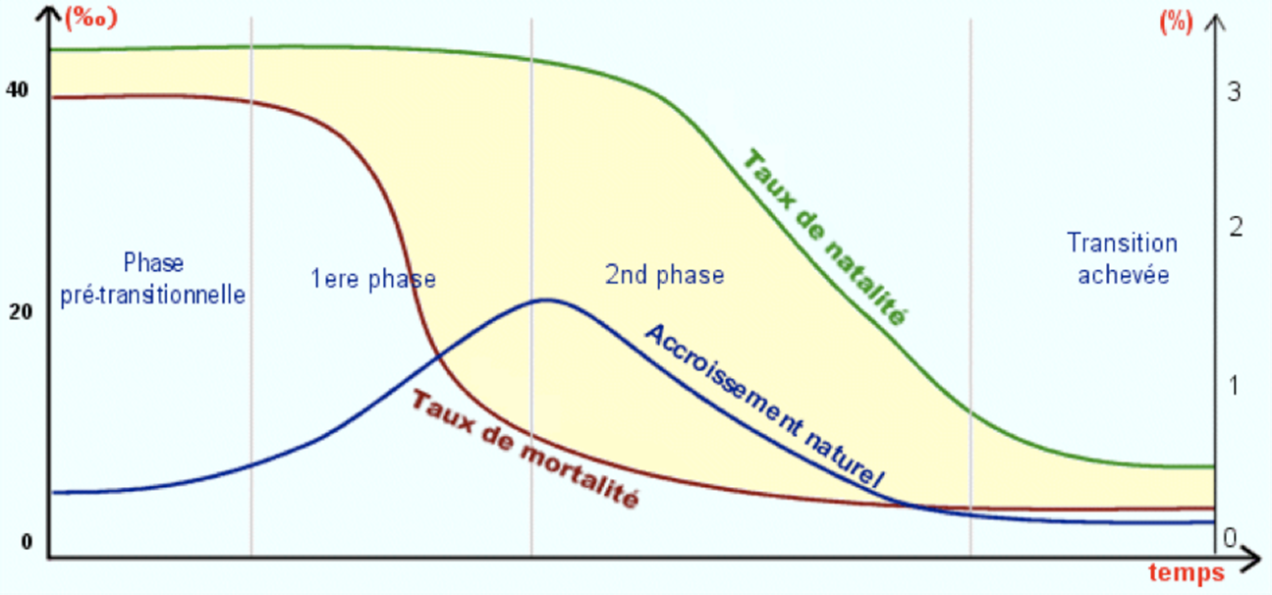 (‰)
(%)
40
3
Taux de natalité
2
Phase
pré-transitionnelle
1ere phase
2nd phase
Transition
achevée
20
Accroissement naturel
1
Taux de mortalité
0
0
temps